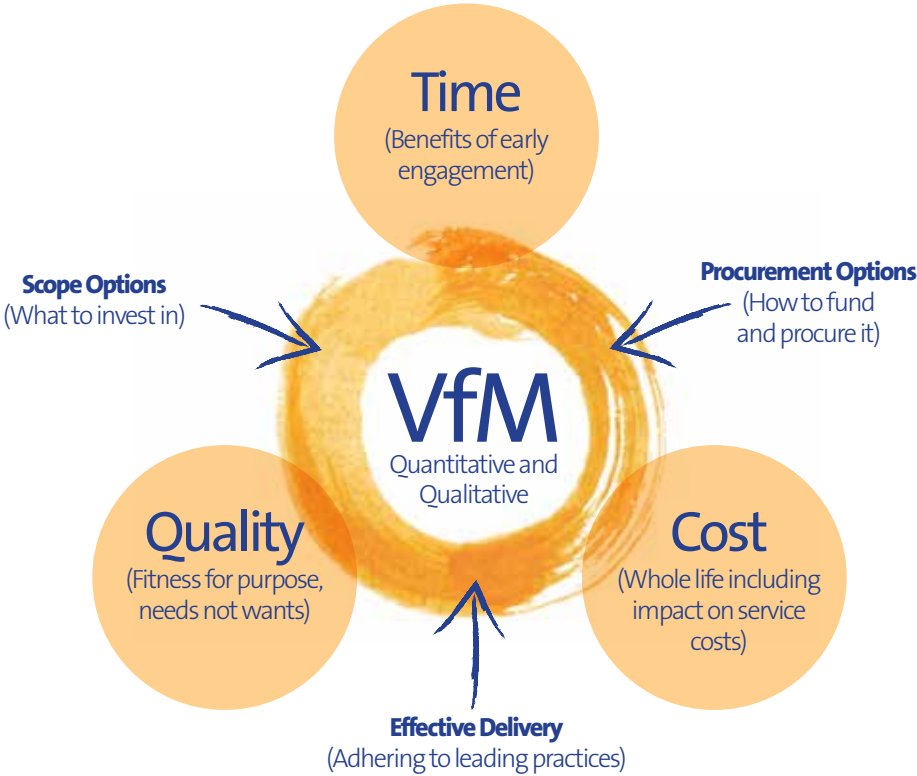 Time
(Benefits of early
engagement)
Scope Options
(What to invest in)
Procurement Options
(How to fund
and procure it)
VfM
Quantitative and
Qualitative
Quality
(Fitness for purpose,
needs not wants)
Cost
(Whole life including
impact on service
costs)
Effective Delivery
(Adhering to leading practices)